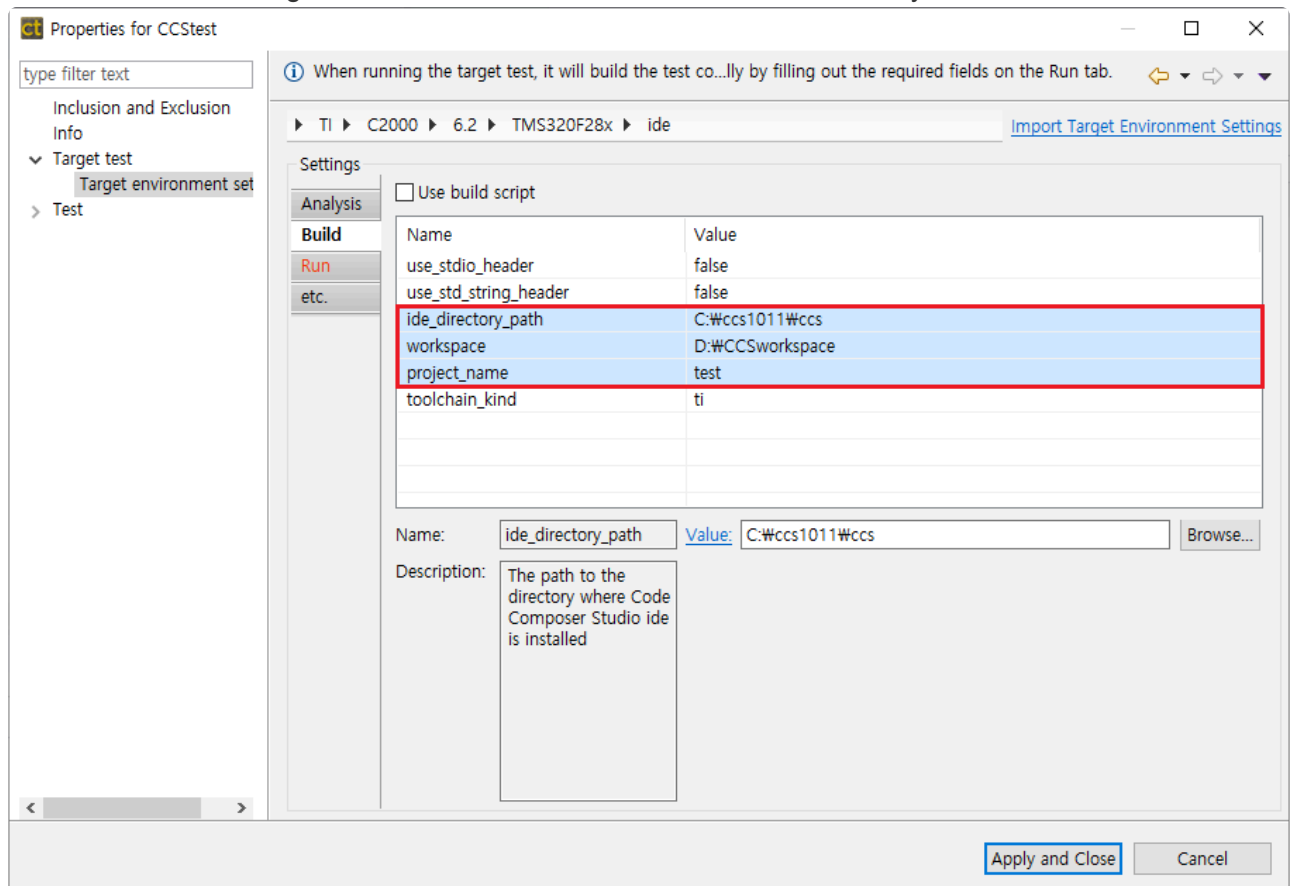 ct Properties for CCStest
type filter text
Inclusion and Exclusion
Info
Target test
Target environment set
Test
When running the target test, it will build the test co...lly by filling out the required fields on the Run tab.
TI C2000 6.2 TMS320F28x ide
Import Target Environment Settings
Settings
Analysis
Build
Run
etc.
Use build script
Name Value
use_stdio_header false
use_std_string_header false
ide_directory_path C:₩ccs1011₩ccs
workspace D:₩CCSworkspace
project_name test
toolchain_kind ti
Name: ide_directory_path Value: C:₩ccs1011₩ccs Browse...
Description: The path to the
directory where Code
Composer Studio ide
is installed
Apply and Close Cancel